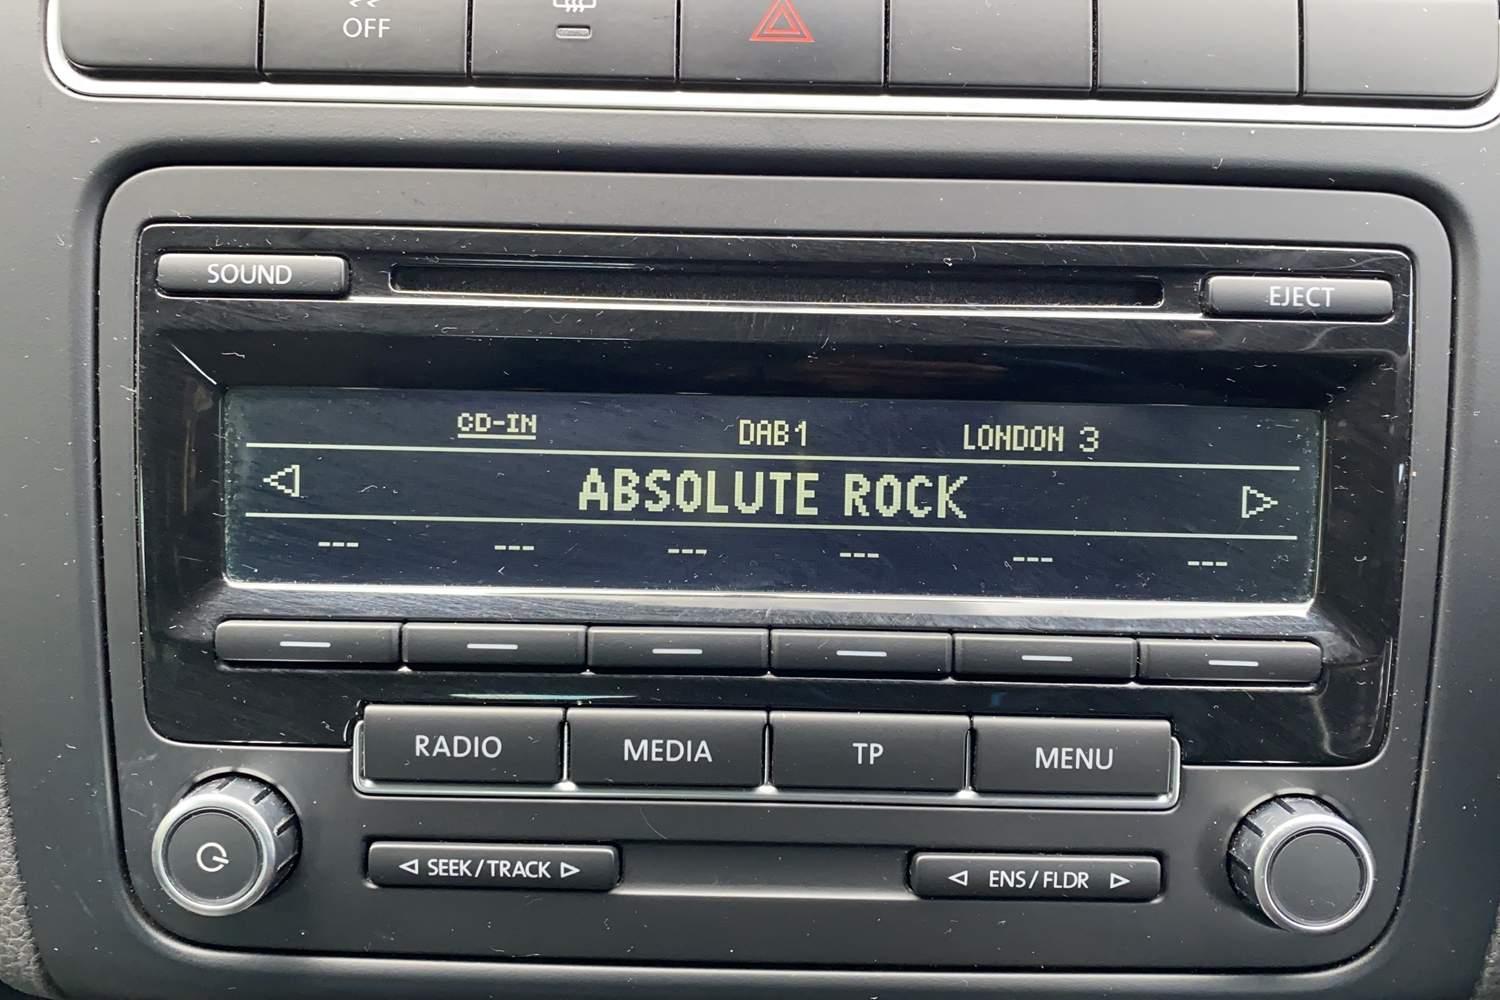 OFF
SOUND
EJECT
CD-IN DAB1 LONDON 3
ABSOLUTE ROCK
--- --- --- --- --- ---
RADIO MEDIA TP MENU
SEEK/TRACK
ENS/FLDR